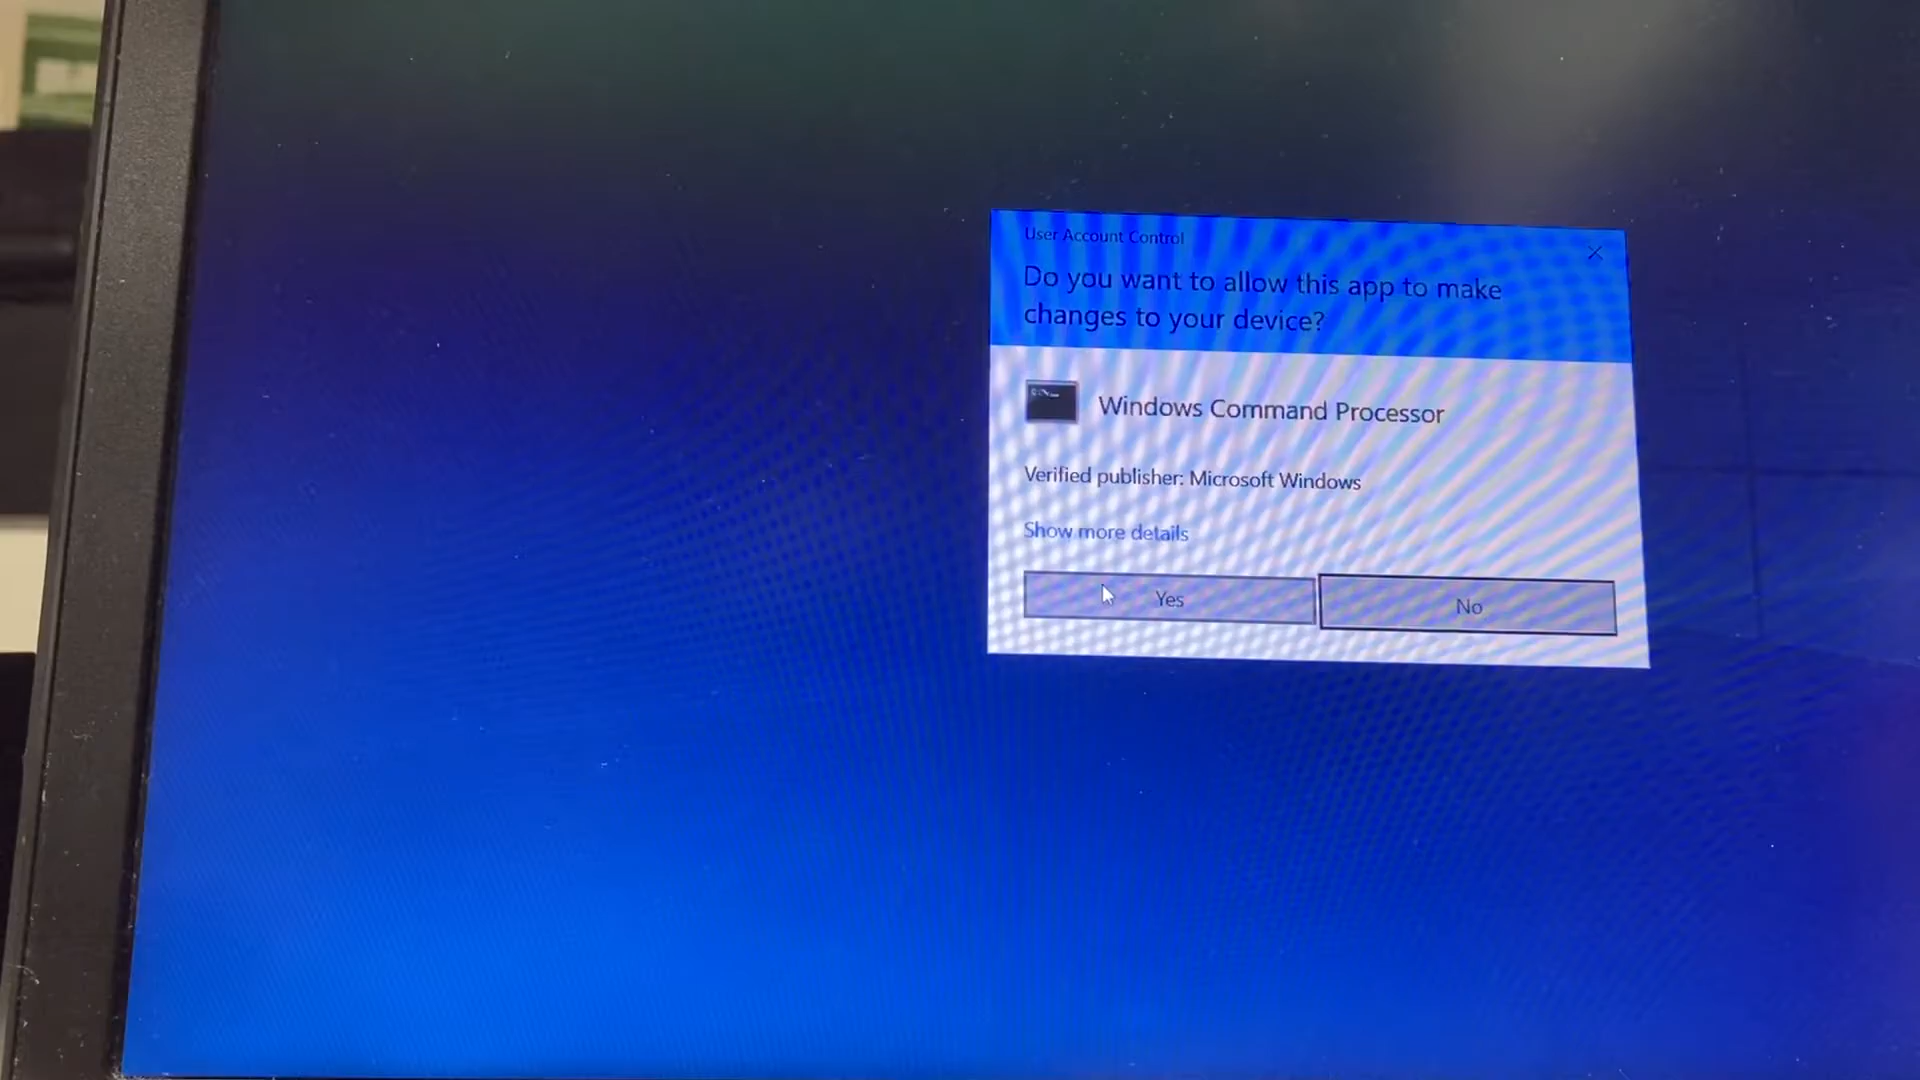 User Account Control
Do you want to allow this app to make
changes to your device?
Windows Command Processor
Verified publisher: Microsoft Windows
Show more details
Yes
No